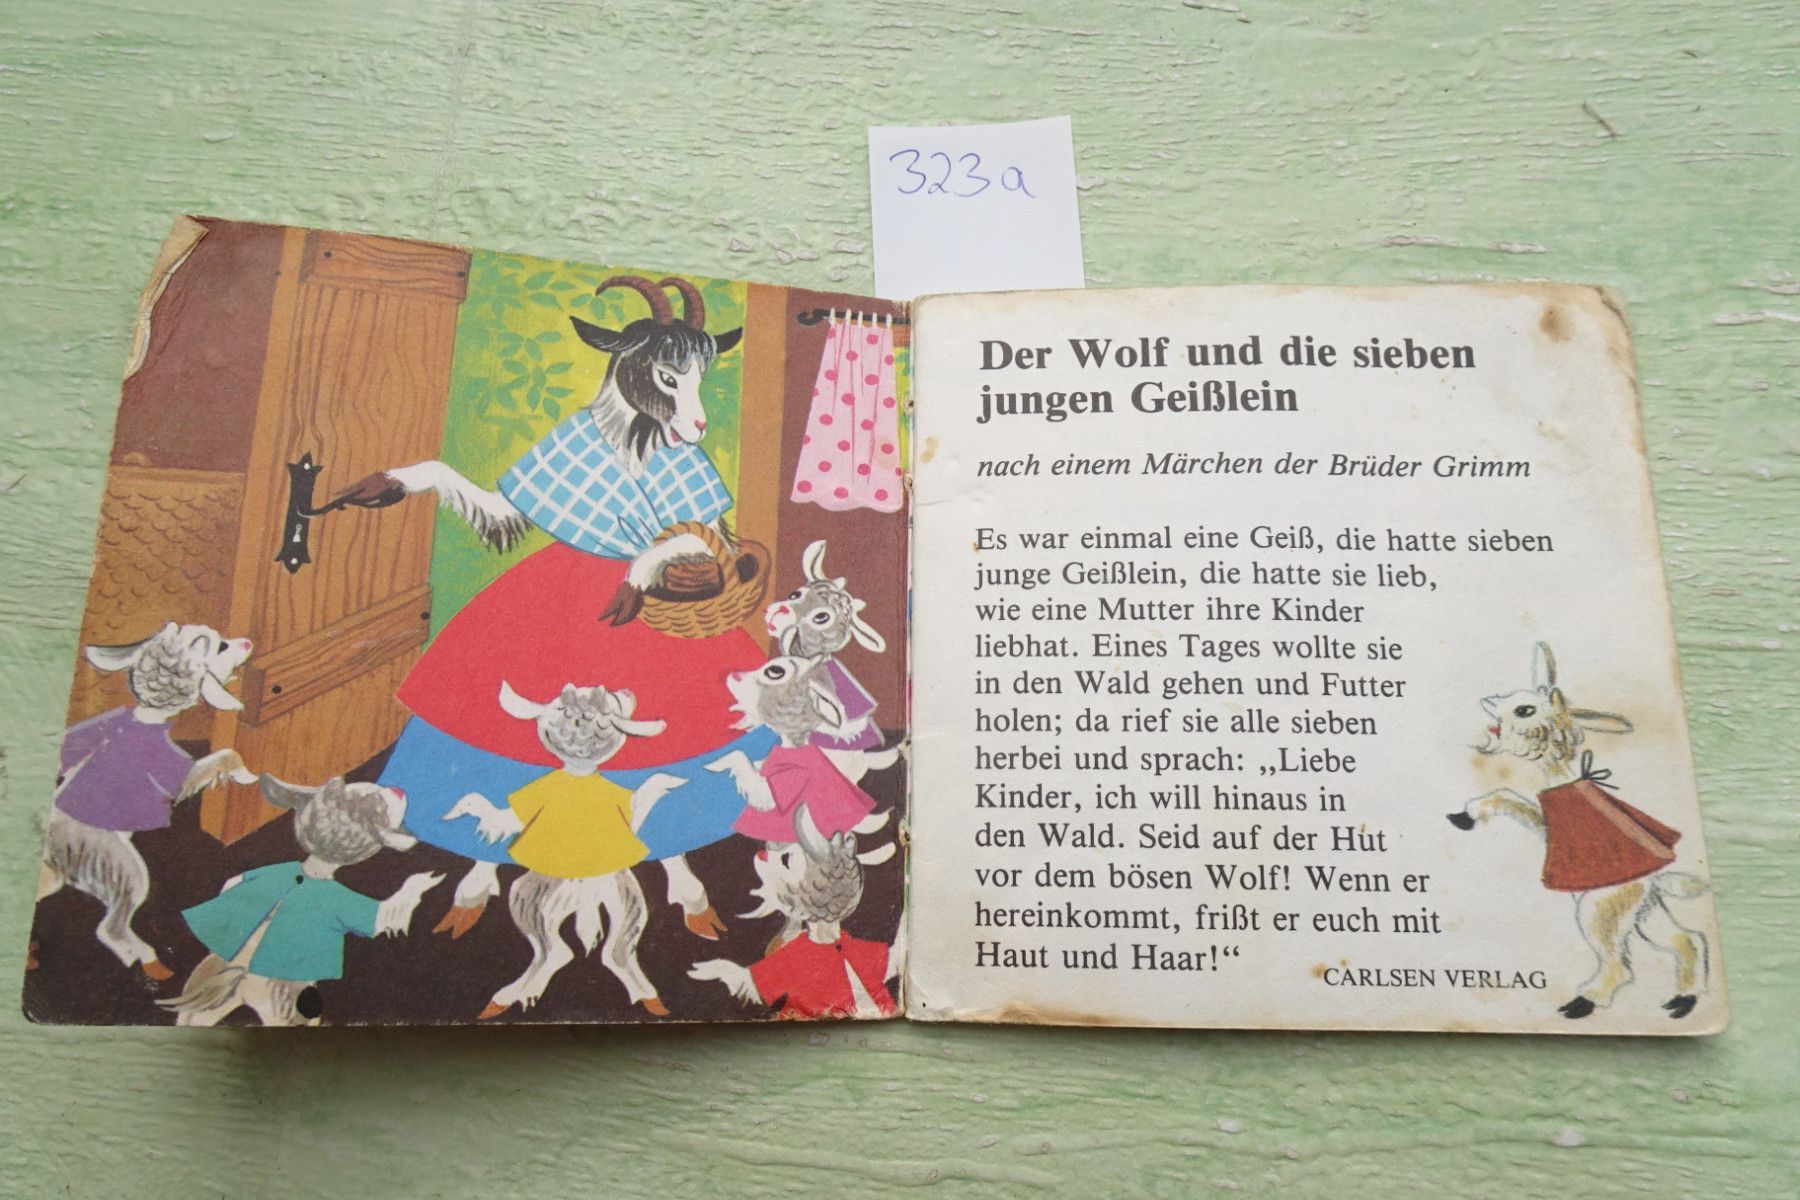 323a
Der Wolf und die sieben
jungen Geißlein
nach einem Märchen der Brüder Grimm
Es war einmal eine Geiß, die hatte sieben
junge Geißlein, die hatte sie lieb,
wie eine Mutter ihre Kinder
liebhat. Eines Tages wollte sie
in den Wald gehen und Futter
holen; da rief sie alle sieben
herbei und sprach: „Liebe
Kinder, ich will hinaus in
den Wald. Seid auf der Hut
vor dem bösen Wolf! Wenn er
hereinkommt, frißt er euch mit
Haut und Haar!“
CARLSEN VERLAG